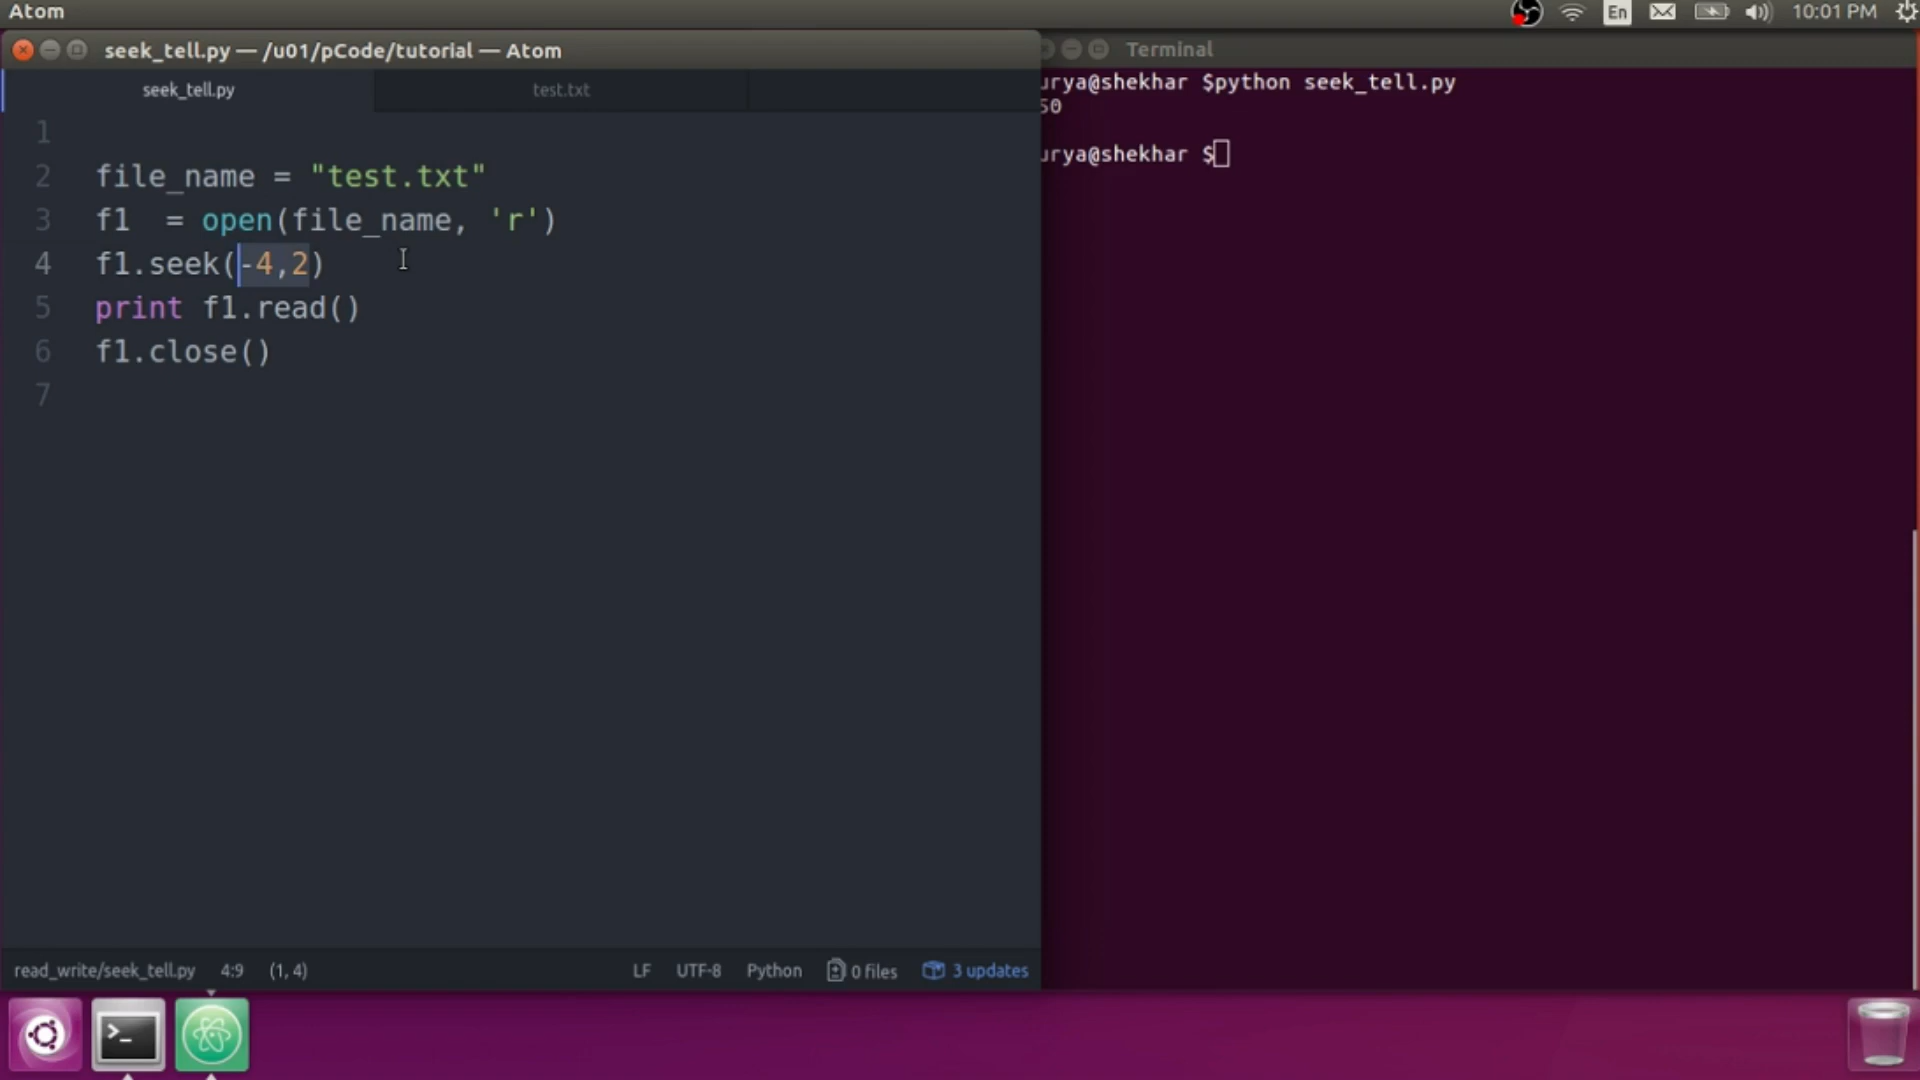 Atom
En
10:01 PM
seek_tell.py — /u01/pCode/tutorial — Atom
seek_tell.py
test.txt
1
2 file_name = "test.txt"
3 f1  = open(file_name, 'r')
4 f1.seek(-4,2)
5 print f1.read()
6 f1.close()
7
read_write/seek_tell.py 4:9 (1, 4)
LF UTF-8 Python 0 files 3 updates
Terminal
urya@shekhar $python seek_tell.py
50
urya@shekhar $
>_